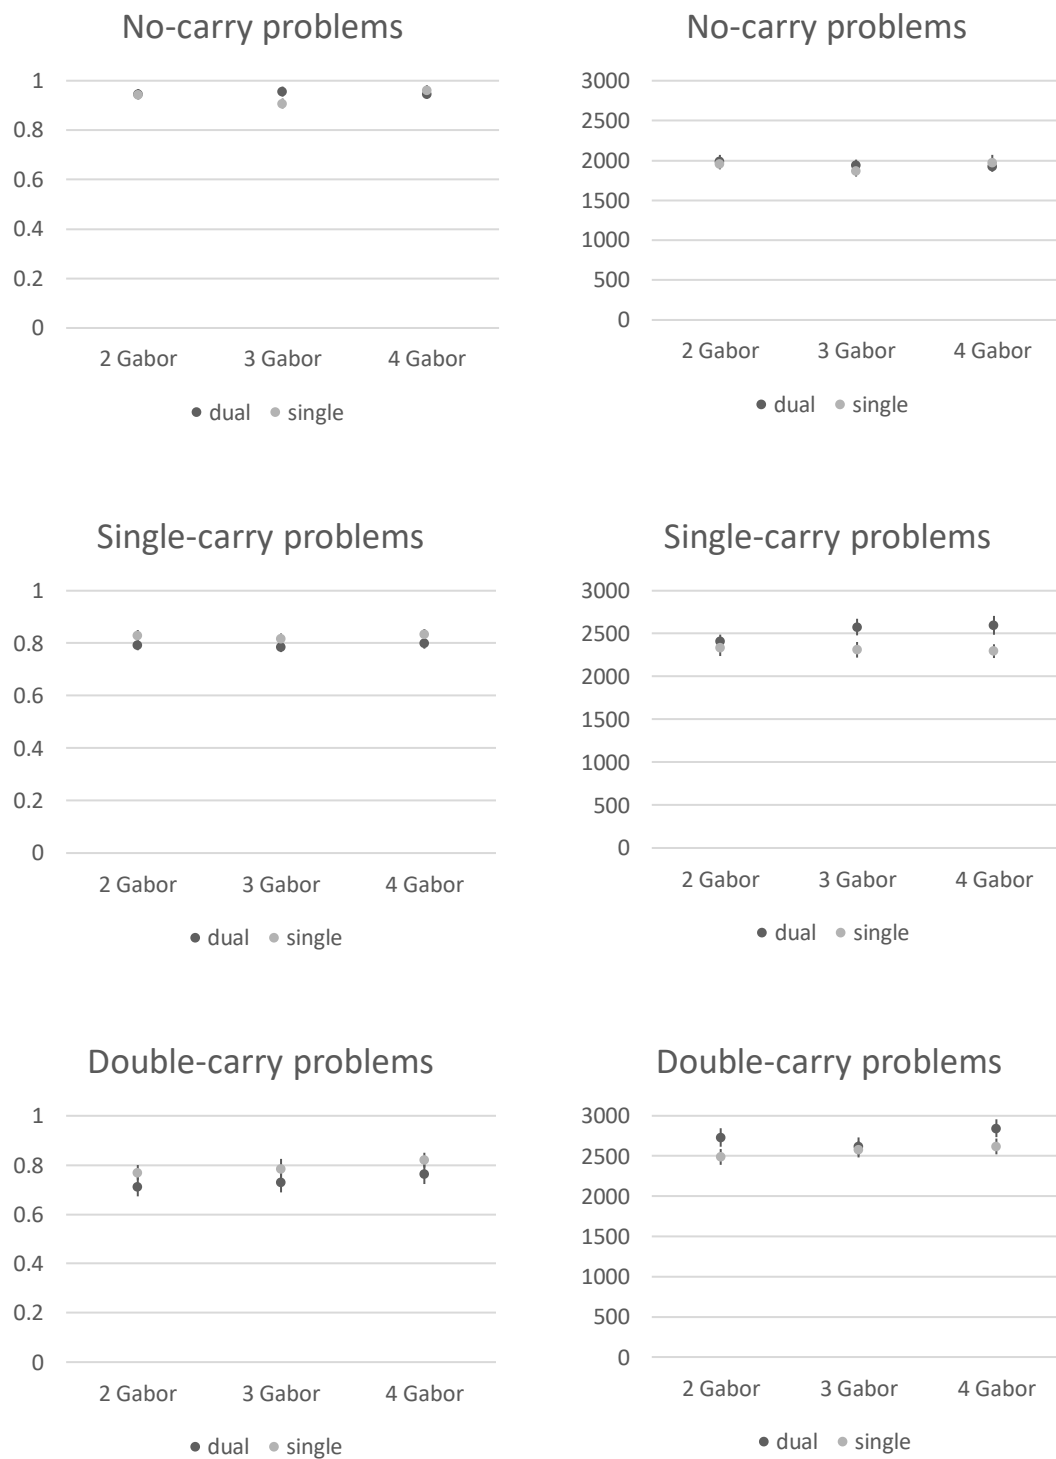 No-carry problems
1
0.8
0.6
0.4
0.2
0
2 Gabor 3 Gabor 4 Gabor
dual single
No-carry problems
3000
2500
2000
1500
1000
500
0
2 Gabor 3 Gabor 4 Gabor
dual single
Single-carry problems
1
0.8
0.6
0.4
0.2
0
2 Gabor 3 Gabor 4 Gabor
dual single
Single-carry problems
3000
2500
2000
1500
1000
500
0
2 Gabor 3 Gabor 4 Gabor
dual single
Double-carry problems
1
0.8
0.6
0.4
0.2
0
2 Gabor 3 Gabor 4 Gabor
dual single
Double-carry problems
3000
2500
2000
1500
1000
500
0
2 Gabor 3 Gabor 4 Gabor
dual single